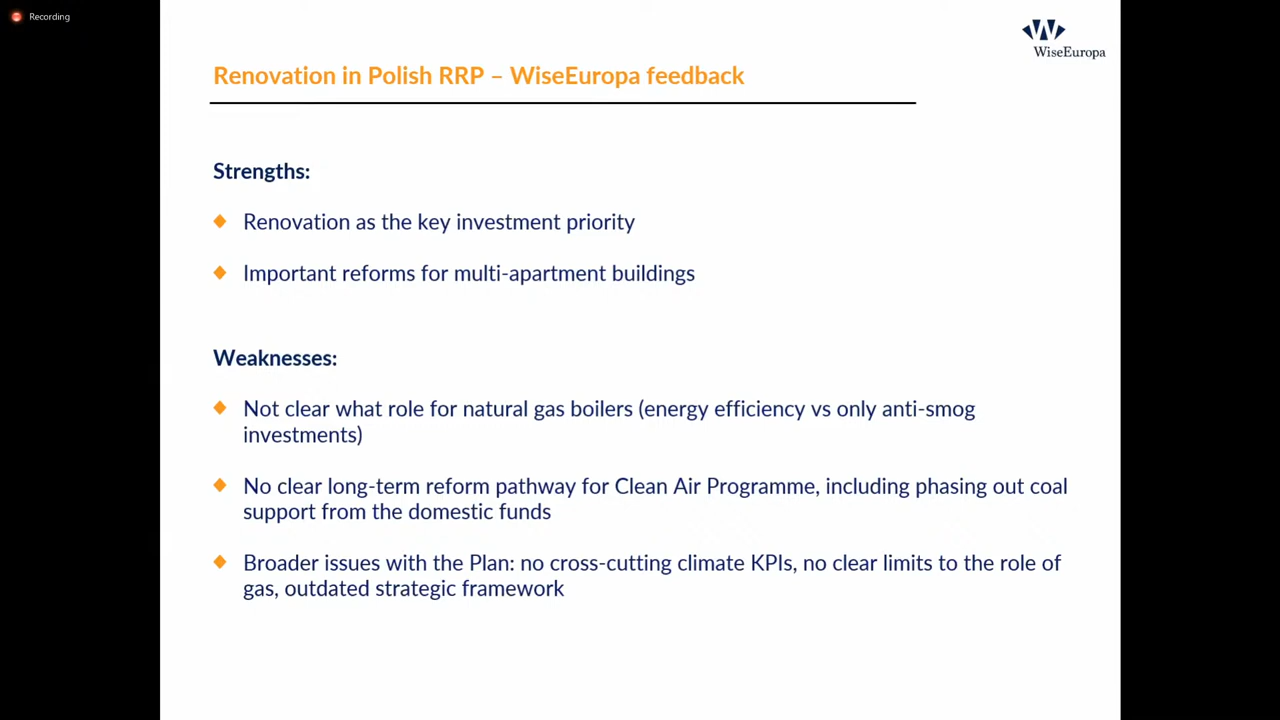 Recording
WiseEuropa
Renovation in Polish RRP – WiseEuropa feedback
Strengths:
Renovation as the key investment priority
Important reforms for multi-apartment buildings
Weaknesses:
Not clear what role for natural gas boilers (energy efficiency vs only anti-smog
investments)
No clear long-term reform pathway for Clean Air Programme, including phasing out coal
support from the domestic funds
Broader issues with the Plan: no cross-cutting climate KPIs, no clear limits to the role of
gas, outdated strategic framework